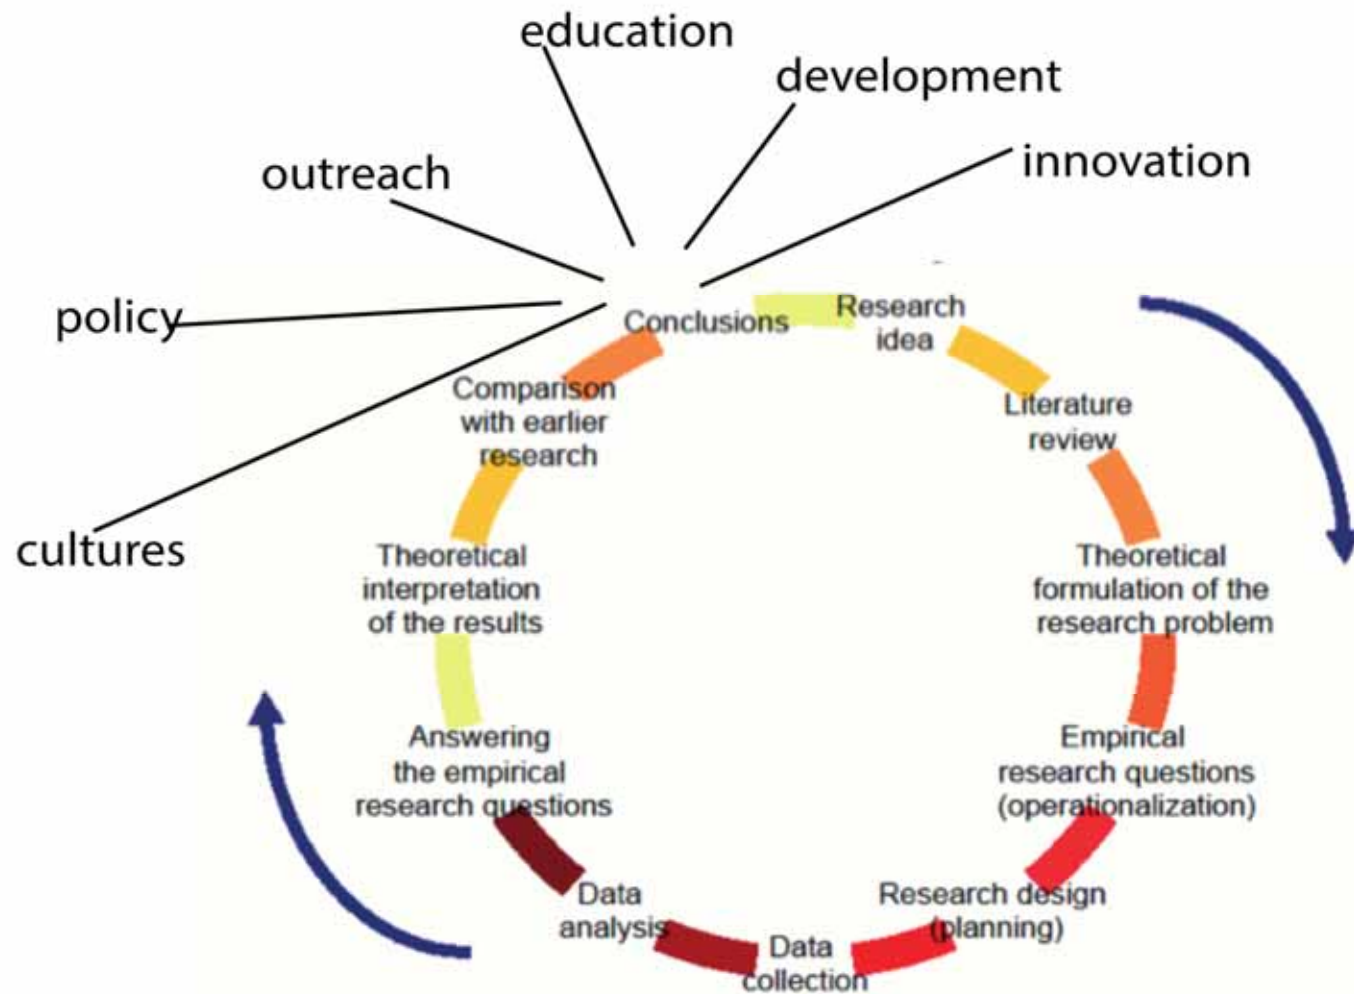 education
development
innovation
outreach
policy
cultures
Conclusions
Research
idea
Literature
review
Theoretical
formulation of the
research problem
Empirical
research questions
(operationalization)
Research design
(planning)
Data
collection
Data
analysis
Answering
the empirical
research questions
Theoretical
interpretation
of the results
Comparison
with earlier
research